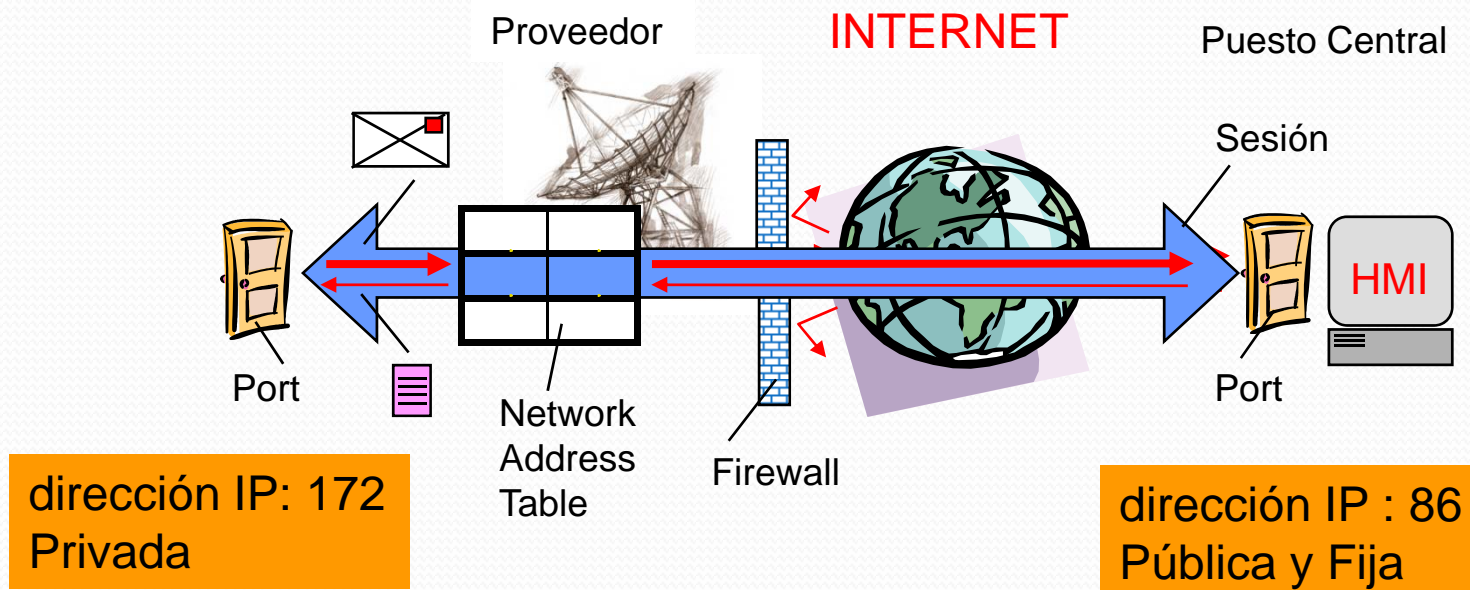 Proveedor
INTERNET
Puesto Central
Sesión
HMI
Port
Network
Address
Table
Firewall
Port
dirección IP: 172
Privada
dirección IP : 86
Pública y Fija